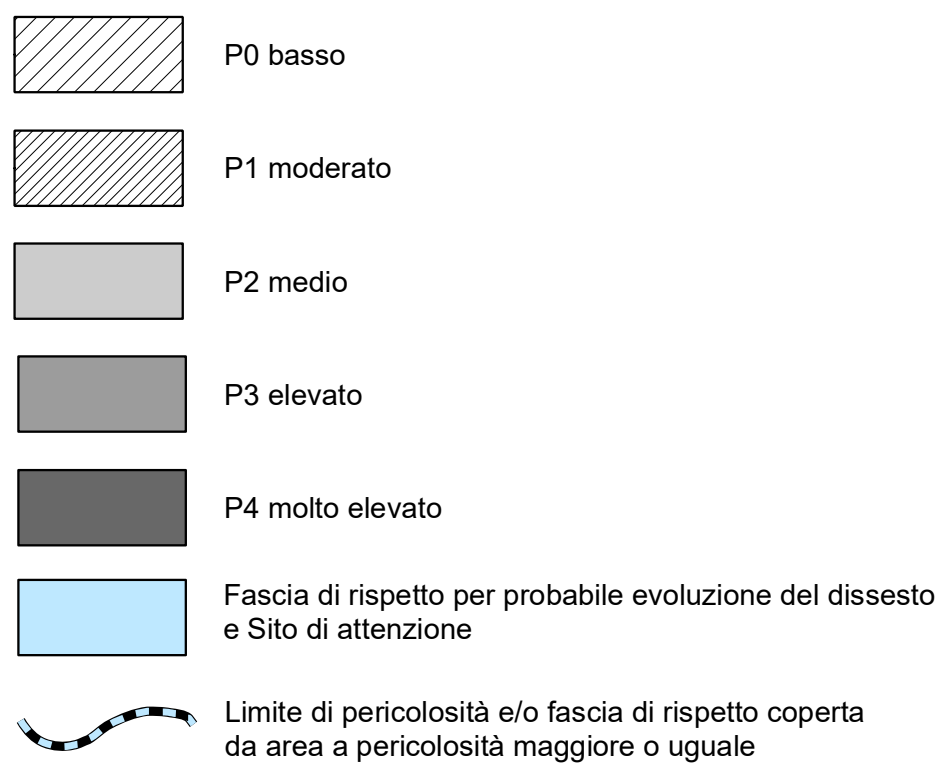 P0 basso
P1 moderato
P2 medio
P3 elevato
P4 molto elevato
Fascia di rispetto per probabile evoluzione del dissesto
e Sito di attenzione
Limite di pericolosità e/o fascia di rispetto coperta
da area a pericolosità maggiore o uguale